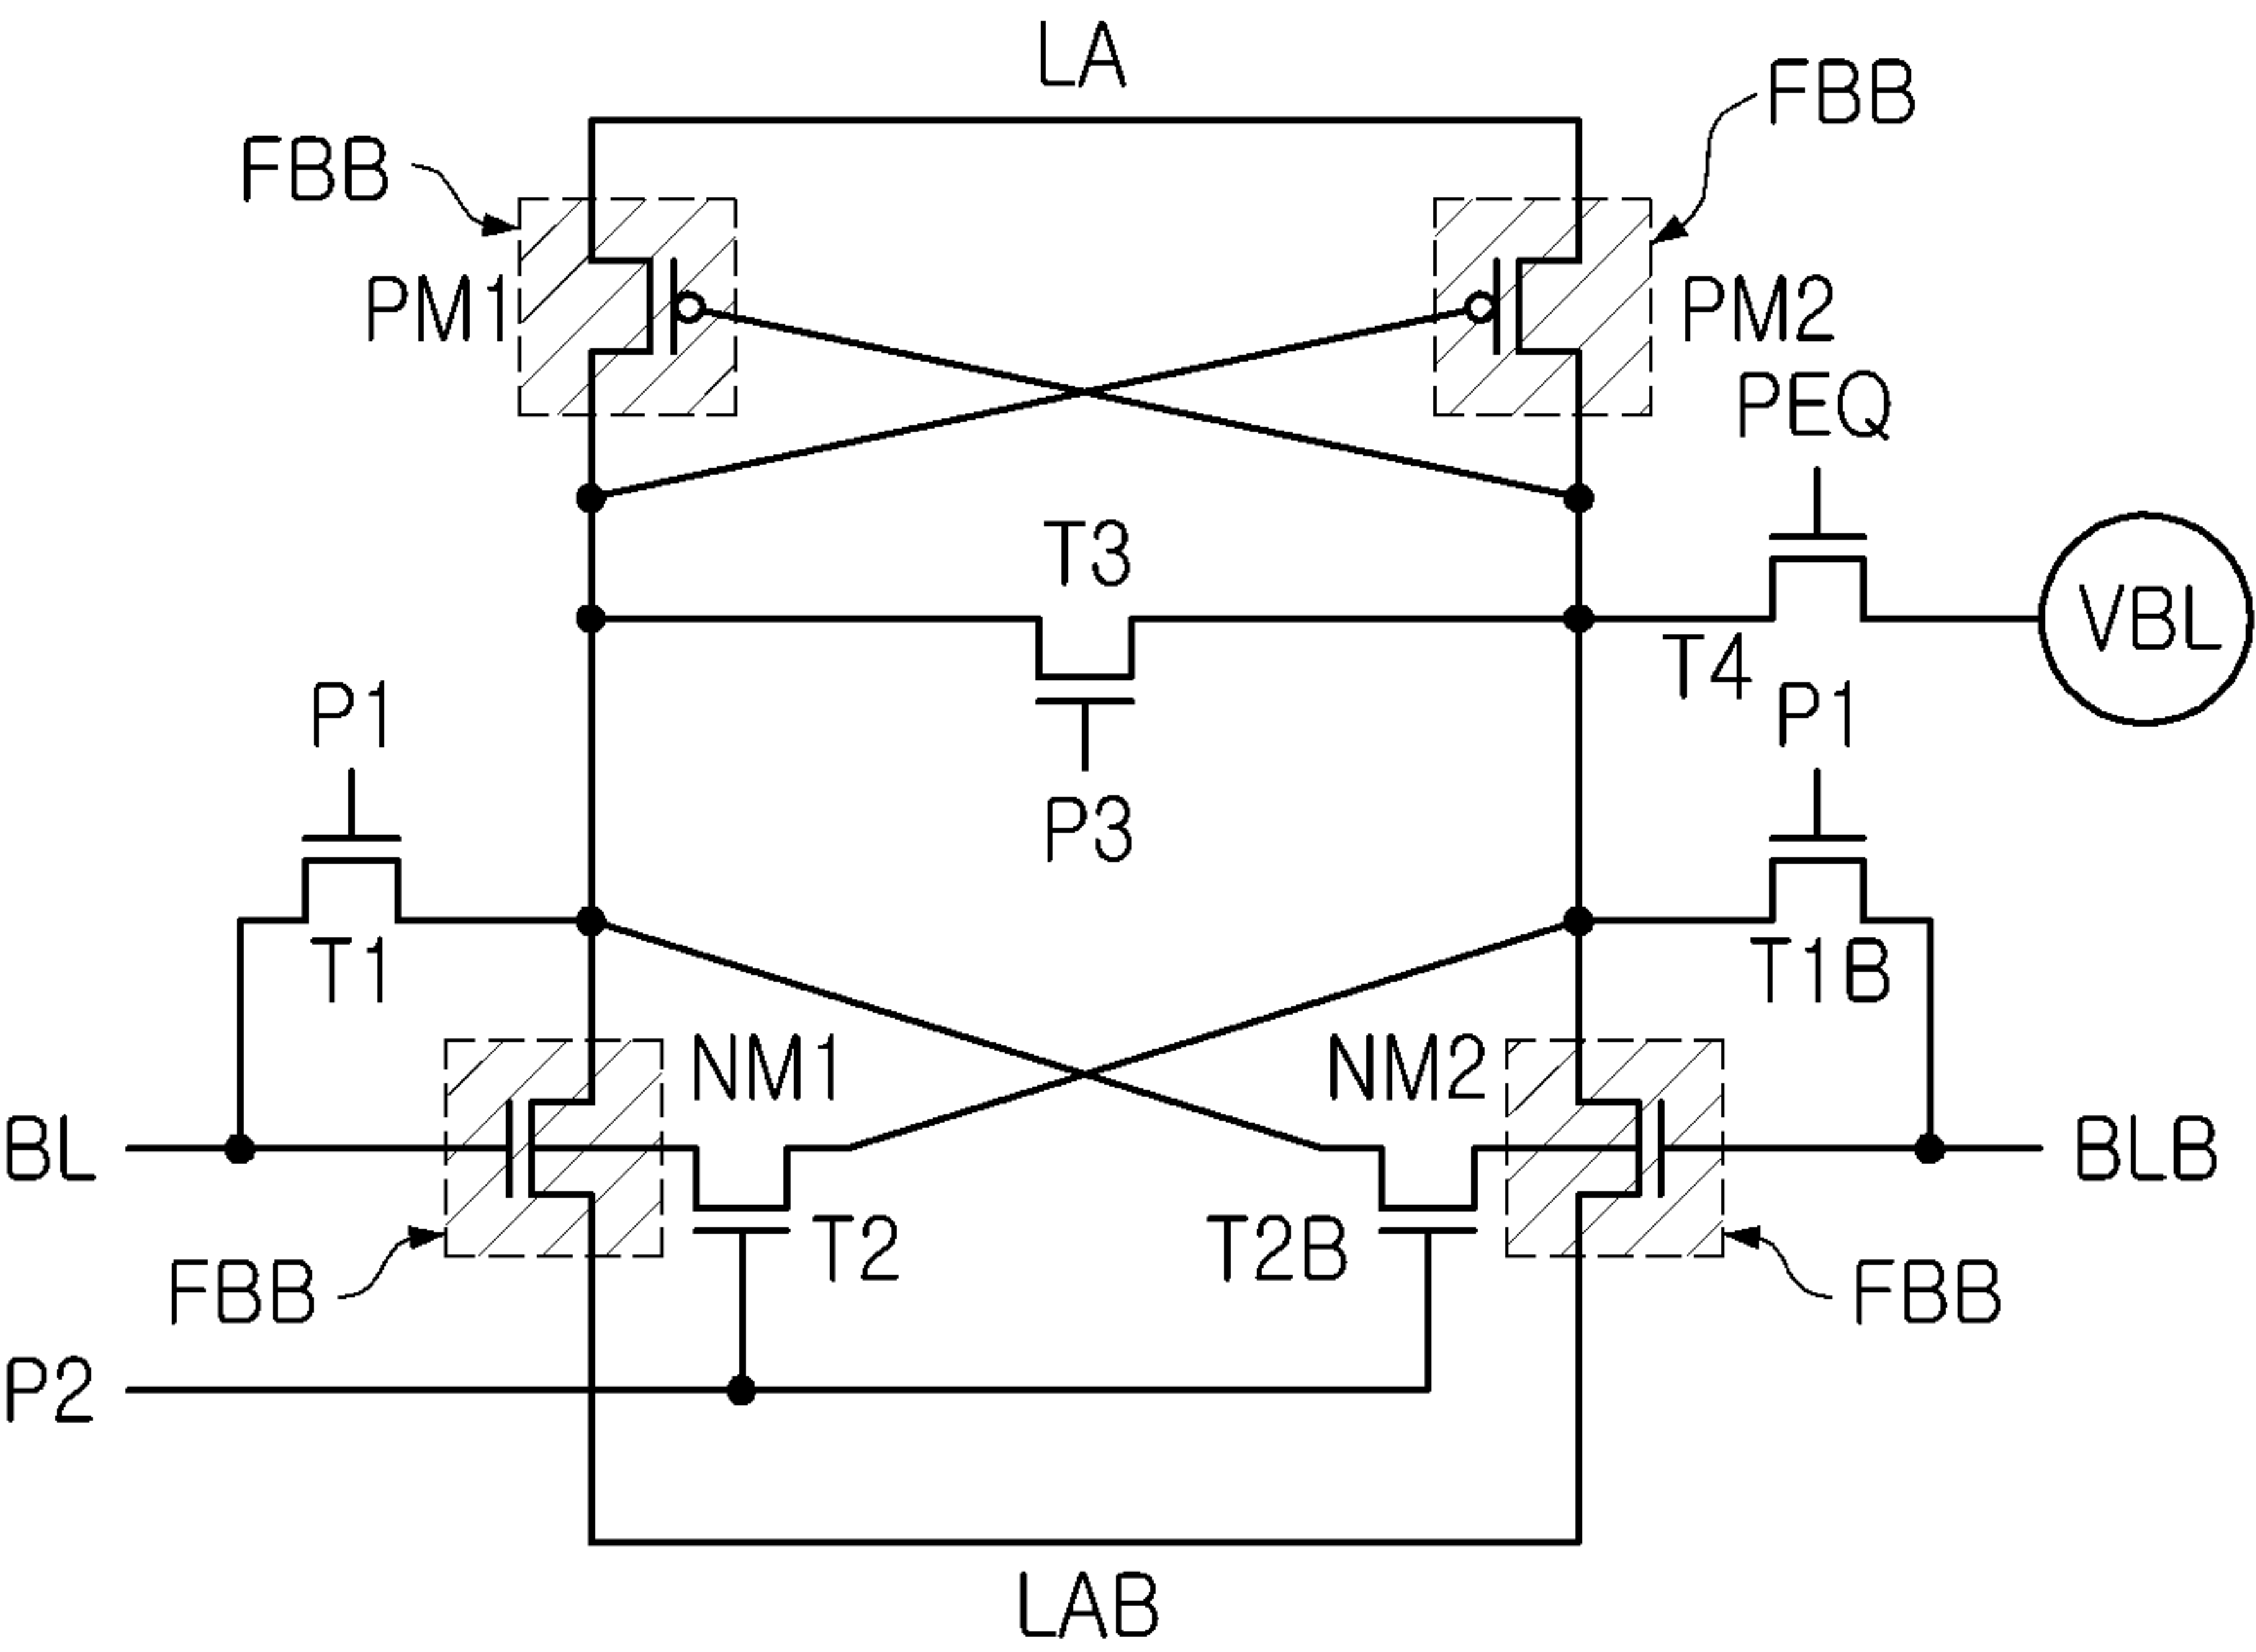 LA
FBB
FBB
PM1
PM2
PEQ
T3
VBL
T4
P1
P1
P3
T1
T1B
NM1
NM2
BL
BLB
T2
T2B
FBB
FBB
P2
LAB